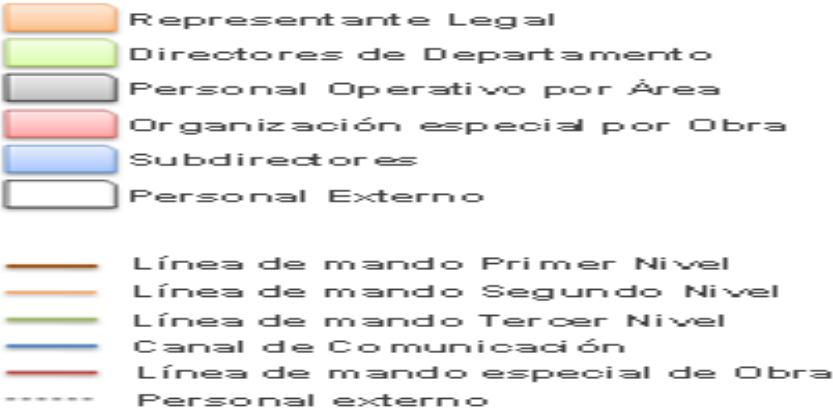 Representante Legal
Directores de Departamento
Personal Operativo por Área
Organización especial por Obra
Subdirectores
Personal Externo
Línea de mando Primer Nivel
Línea de mando Segundo Nivel
Línea de mando Tercer Nivel
Canal de Comunicación
Línea de mando especial de Obra
Personal externo